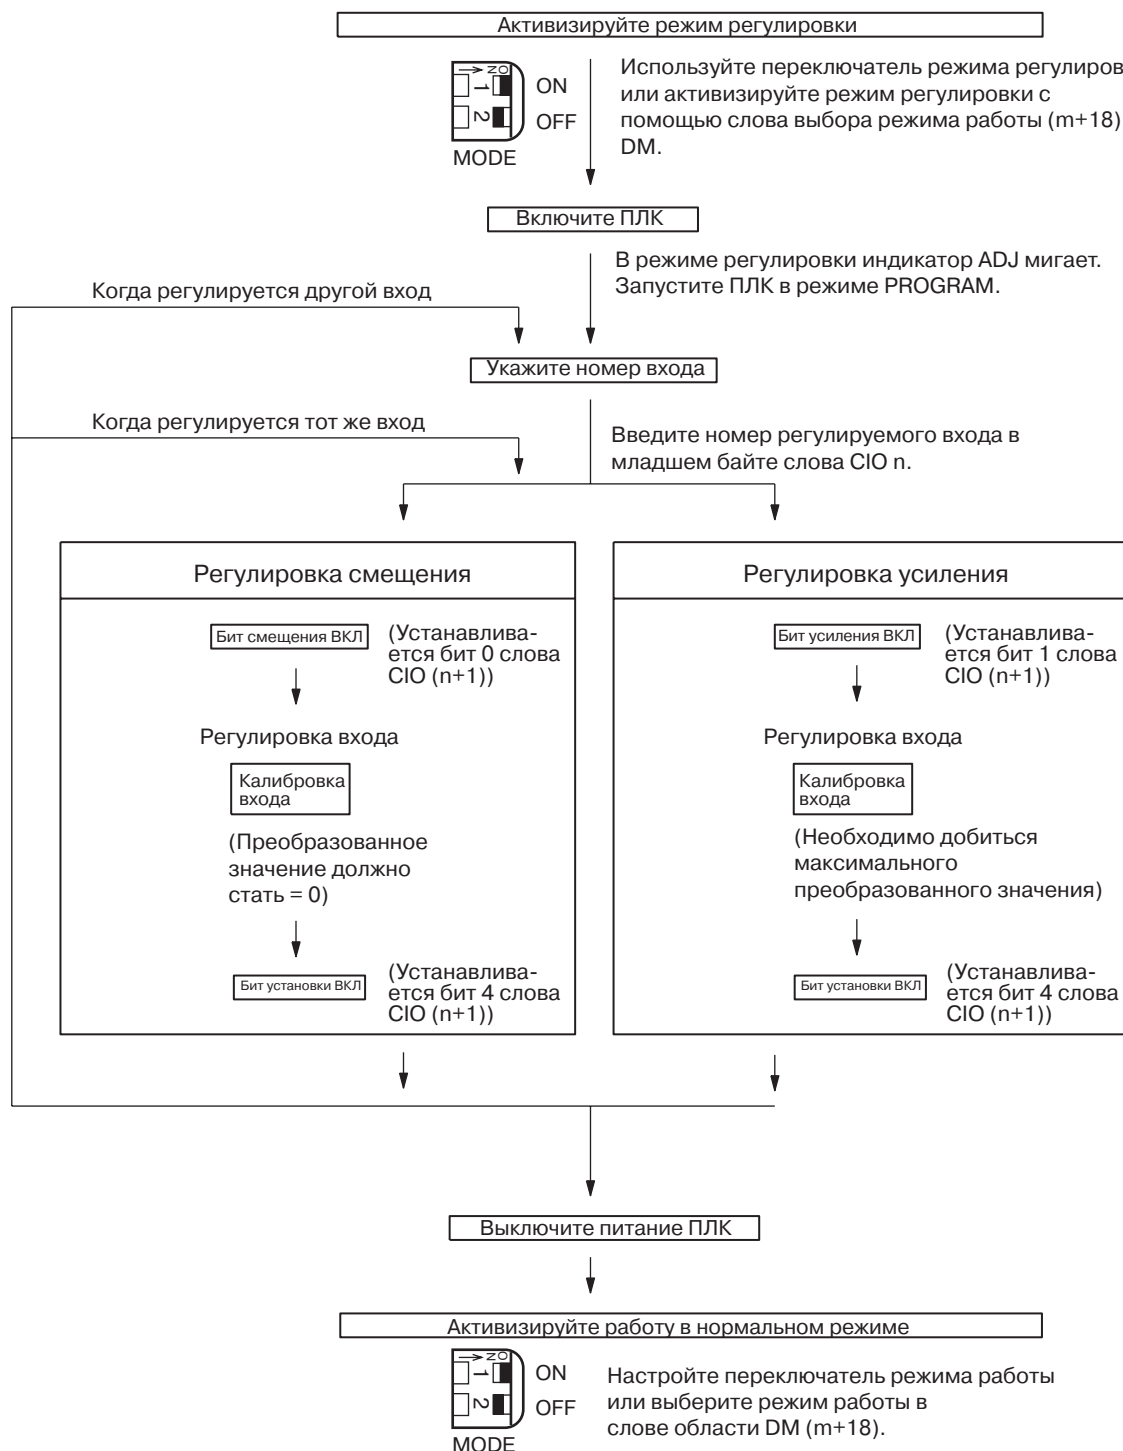 Активизируйте режим регулировки
ON
1
2
ON
OFF
MODE
Используйте переключатель режима регулиров
или активизируйте режим регулировки с
помощью слова выбора режима работы (m+18)
DM.
Включите ПЛК
В режиме регулировки индикатор ADJ мигает.
Запустите ПЛК в режиме PROGRAM.
Когда регулируется другой вход
Укажите номер входа
Когда регулируется тот же вход
Введите номер регулируемого входа в
младшем байте слова CIO n.
Регулировка смещения
Бит смещения ВКЛ
(Устанавлива-
ется бит 0 слова
CIO (n+1))
Регулировка входа
Калибровка
входа
(Преобразованное
значение должно
стать = 0)
Бит установки ВКЛ
(Устанавлива-
ется бит 4 слова
CIO (n+1))
Регулировка усиления
Бит усиления ВКЛ
(Устанавлива-
ется бит 1 слова
CIO (n+1))
Регулировка входа
Калибровка
входа
(Необходимо добиться
максимального
преобразованного значения)
Бит установки ВКЛ
(Устанавлива-
ется бит 4 слова
CIO (n+1))
Выключите питание ПЛК
Активизируйте работу в нормальном режиме
ON
1
2
ON
OFF
MODE
Настройте переключатель режима работы
или выберите режим работы в
слове области DM (m+18).